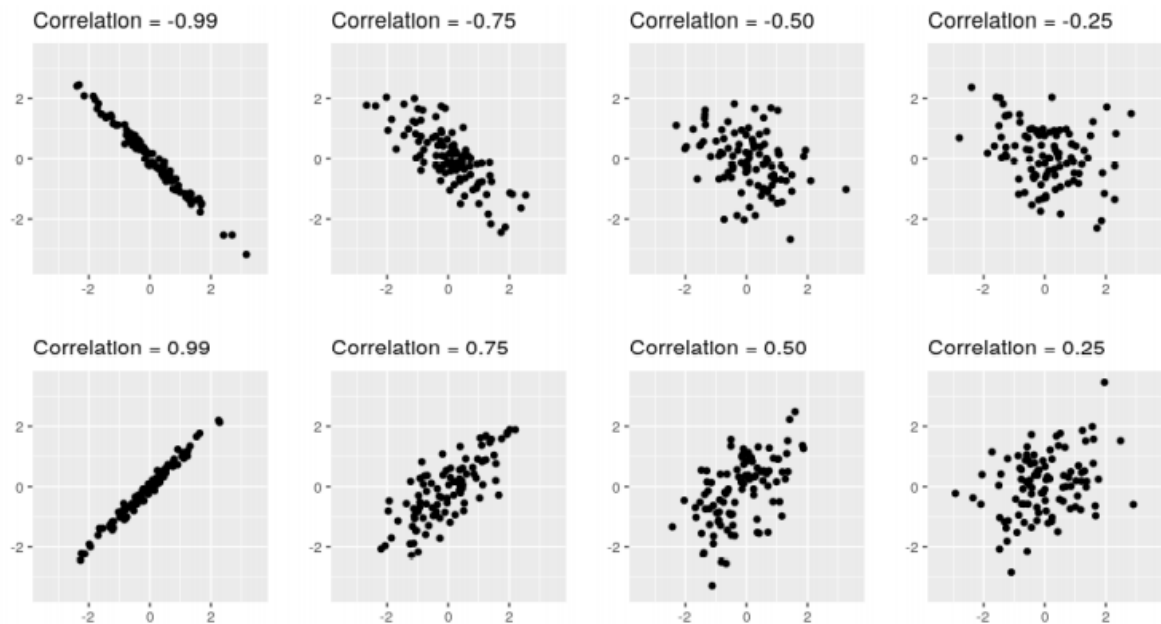 Correlation = -0.99 Correlation = -0.75 Correlation = -0.50 Correlation = -0.25
2 2 2 2
0 0 0 0
-2 -2 -2 -2
-2 0 2 -2 0 2 -2 0 2 -2 0 2
Correlation = 0.99 Correlation = 0.75 Correlation = 0.50 Correlation = 0.25
2 2 2 2
0 0 0 0
-2 -2 -2 -2
-2 0 2 -2 0 2 -2 0 2 -2 0 2